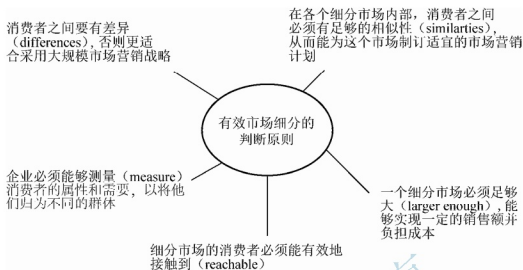 消费者之间要有差异
（differences），否则更适
合采用大规模市场营销战略
在各个细分市场内部，消费者之间
必须有足够的相似性（similarties），
从而能为这个市场制订适宜的市场营销
计划
有效市场细分的
判断原则
企业必须能够测量（measure）
消费者的属性和需要，以将他
们归为不同的群体
一个细分市场必须足够
大（larger enough），能
够实现一定的销售额并
负担成本
细分市场的消费者必须能有效地
接触到（reachable）